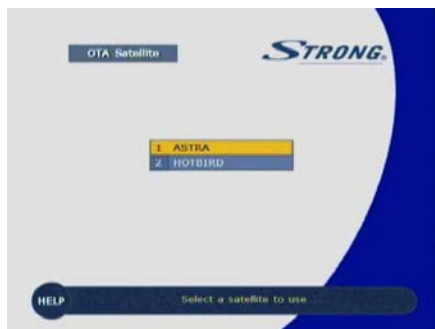 OTA Satellite
STRONG.
1 ASTRA
2 HOTBIRD
HELP
Select a satellite to use